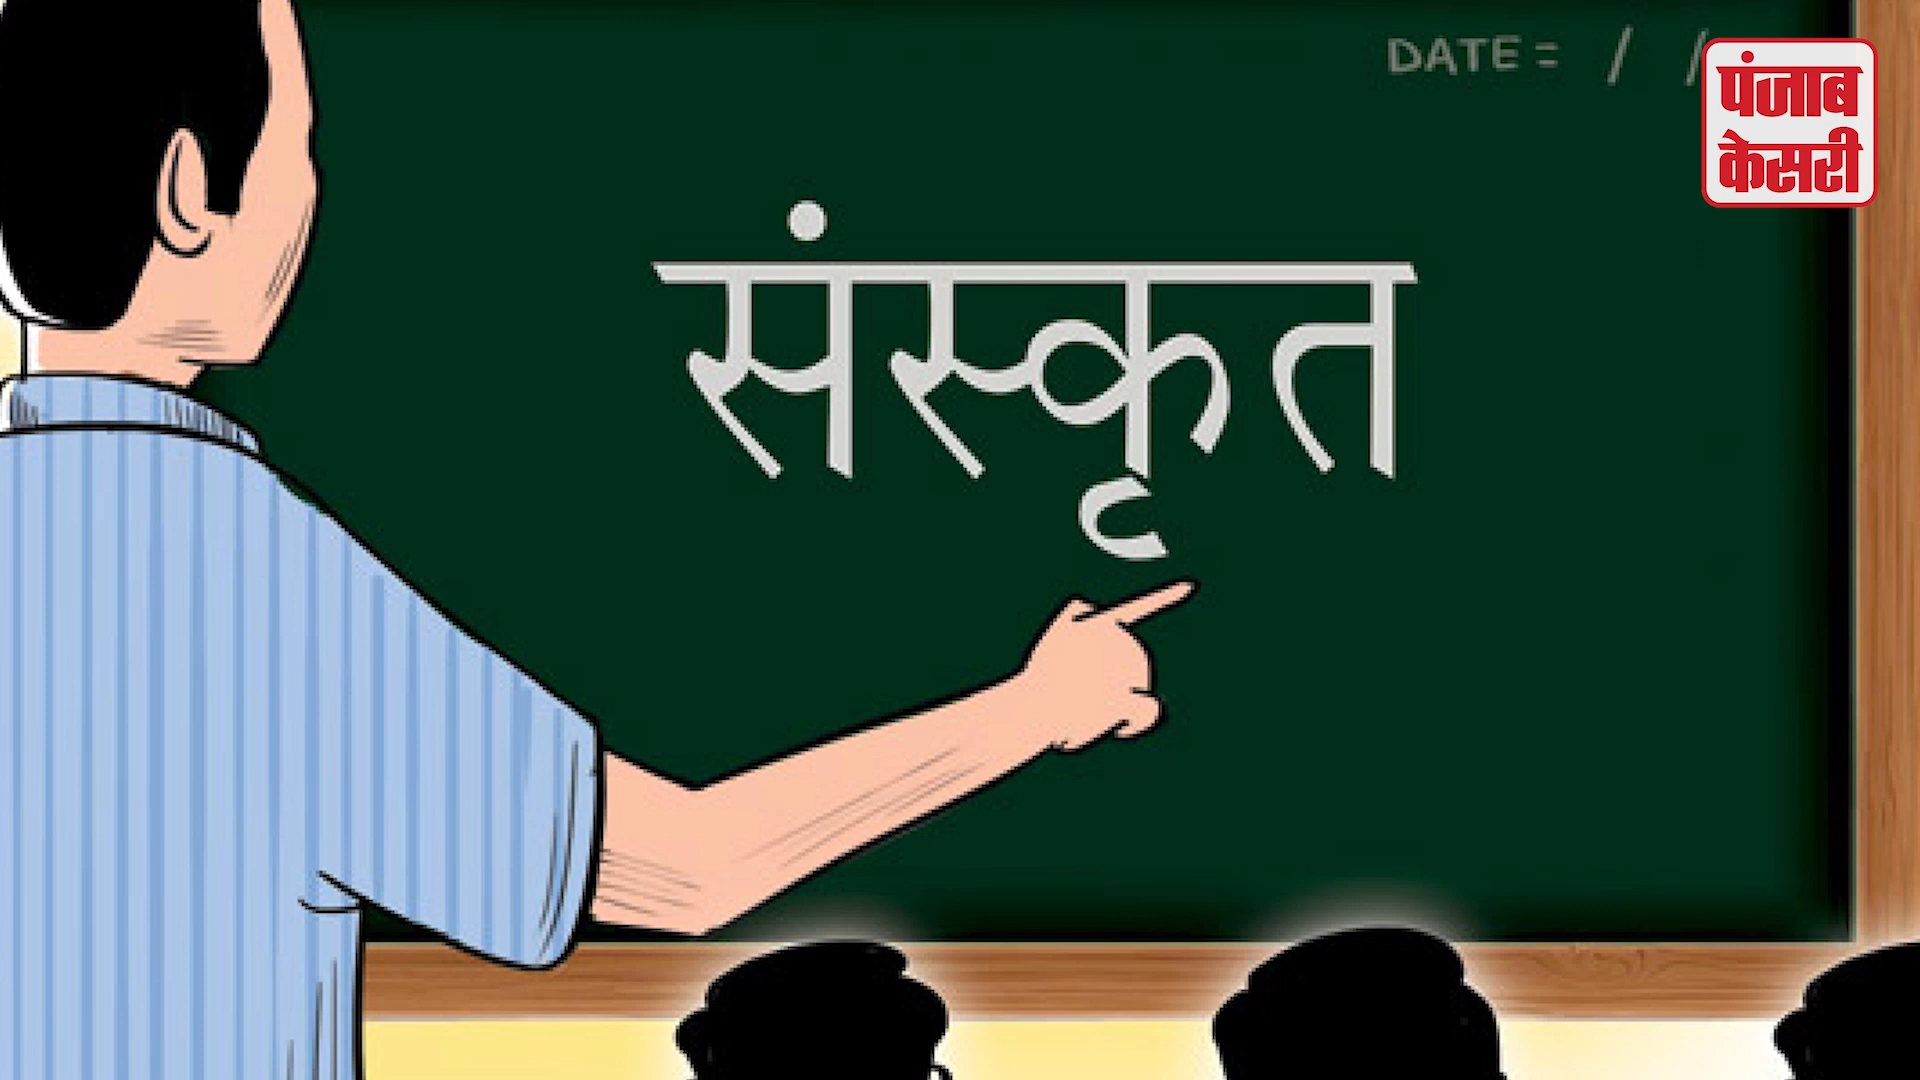 DATE = / /
पंजाब
केसरी
संस्कृत